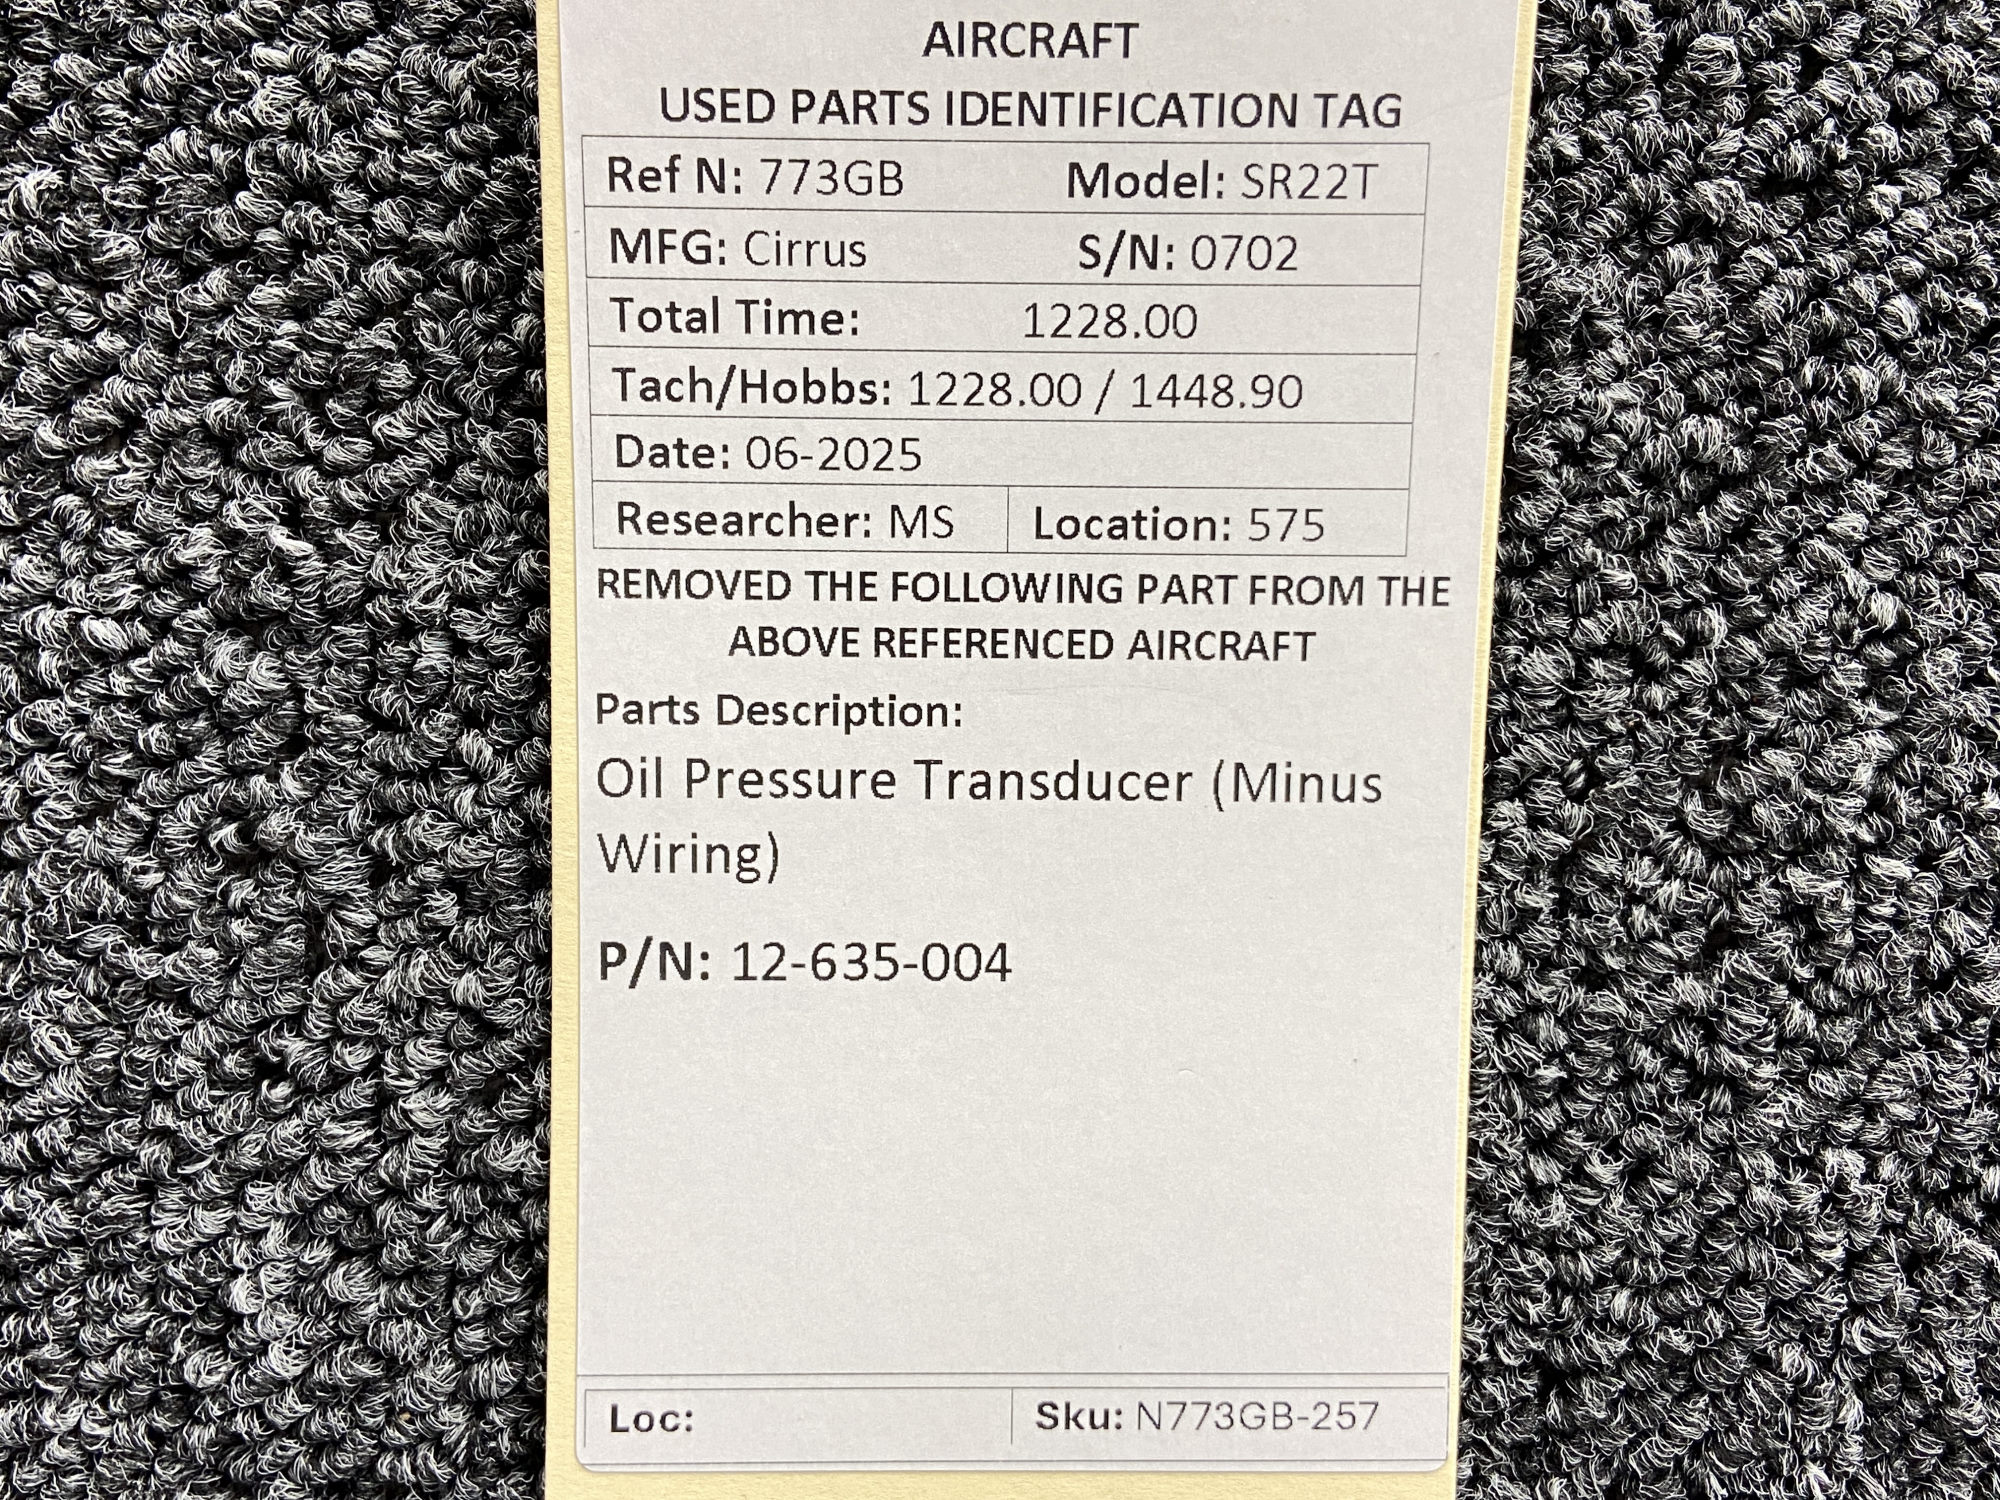 AIRCRAFT
USED PARTS IDENTIFICATION TAG
Ref N: 773GB Model: SR22T
MFG: Cirrus S/N: 0702
Total Time: 1228.00
Tach/Hobbs: 1228.00 / 1448.90
Date: 06-2025
Researcher: MS Location: 575
REMOVED THE FOLLOWING PART FROM THE
ABOVE REFERENCED AIRCRAFT
Parts Description:
Oil Pressure Transducer (Minus
Wiring)
P/N: 12-635-004
Loc: Sku: N773GB-257